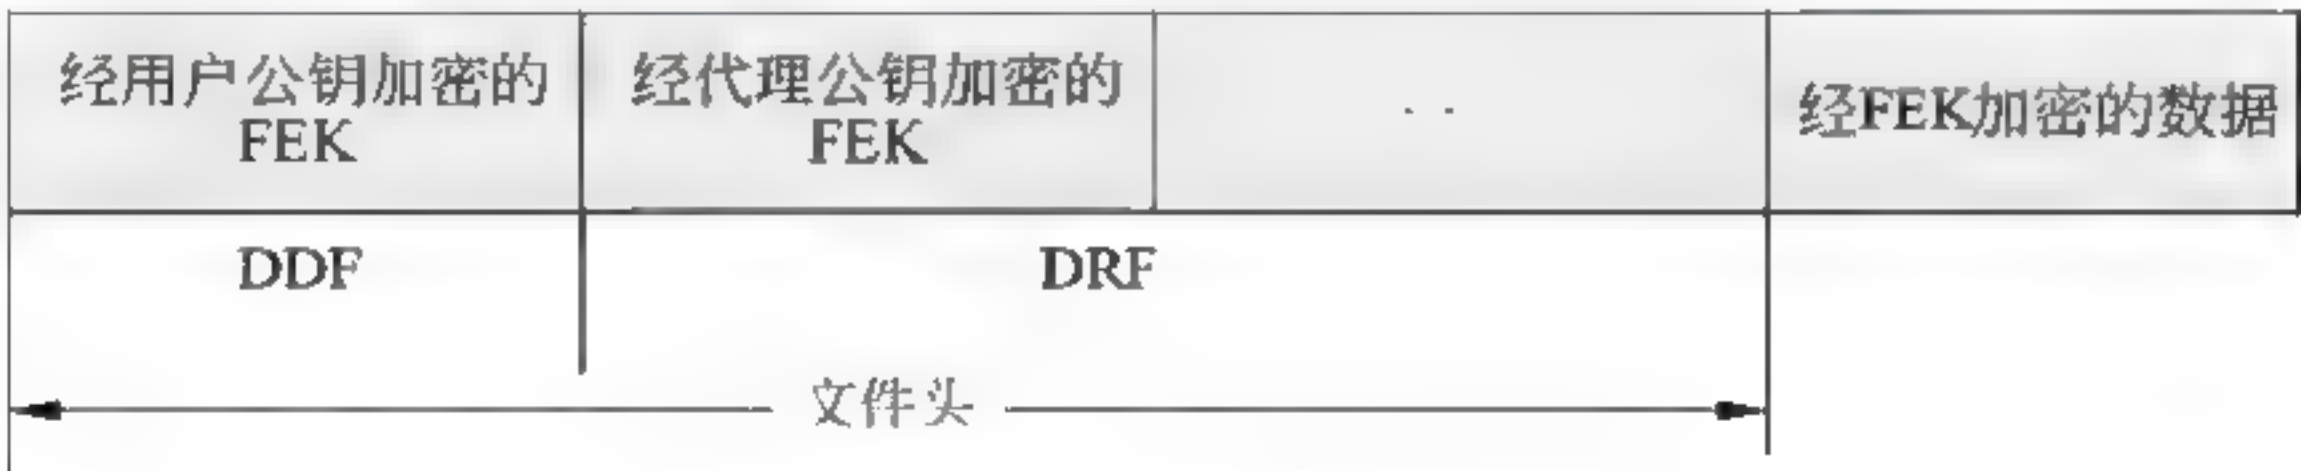 经用户公钥加密的
FEK
经代理公钥加密的
FEK
. .
经FEK加密的数据
DDF
DRF
文件头